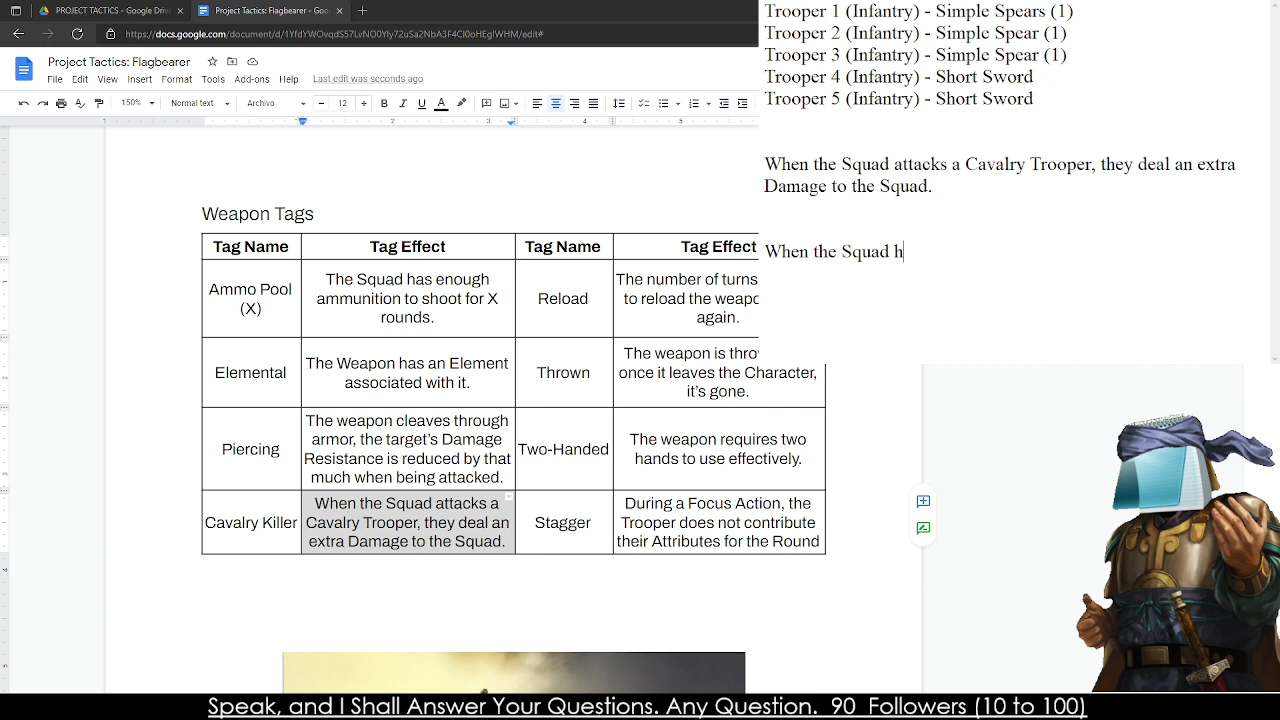 PROJECT TACTICS - Google Drive
Project Tactics: Flagbearer - Goo
Project Tactics: Flagbearer
File Edit View Insert Format Tools Add-ons Help Last edit was seconds ago
150% Normal text Archivo 12
Weapon Tags
Tag Name Tag Effect Tag Name Tag Effect
Ammo Pool
(X)
The Squad has enough
ammunition to shoot for X
rounds.
Reload
The number of turns
to reload the
again.
Elemental
The Weapon has an Element
associated with it.
Thrown
The weapon is
once it leaves the Character,
it's gone.
Piercing
The weapon cleaves through
armor, the target's Damage
Resistance is reduced by that
much when being attacked.
Two-Handed
The weapon requires two
hands to use effectively.
Cavalry Killer
When the Squad attacks a
Cavalry Trooper, they deal an
extra Damage to the Squad.
Stagger
During a Focus Action, the
Trooper does not contribute
their Attributes for the Round
Trooper 1 (Infantry) - Simple Spears (1)
Trooper 2 (Infantry) - Simple Spear (1)
Trooper 3 (Infantry) - Simple Spear (1)
Trooper 4 (Infantry) - Short Sword
Trooper 5 (Infantry) - Short Sword
When the Squad attacks a Cavalry Trooper, they deal an extra
Damage to the Squad.
When the Squad h
Speak, and I Shall Answer Your Questions. Any Question. 90 Followers (10 to 100)